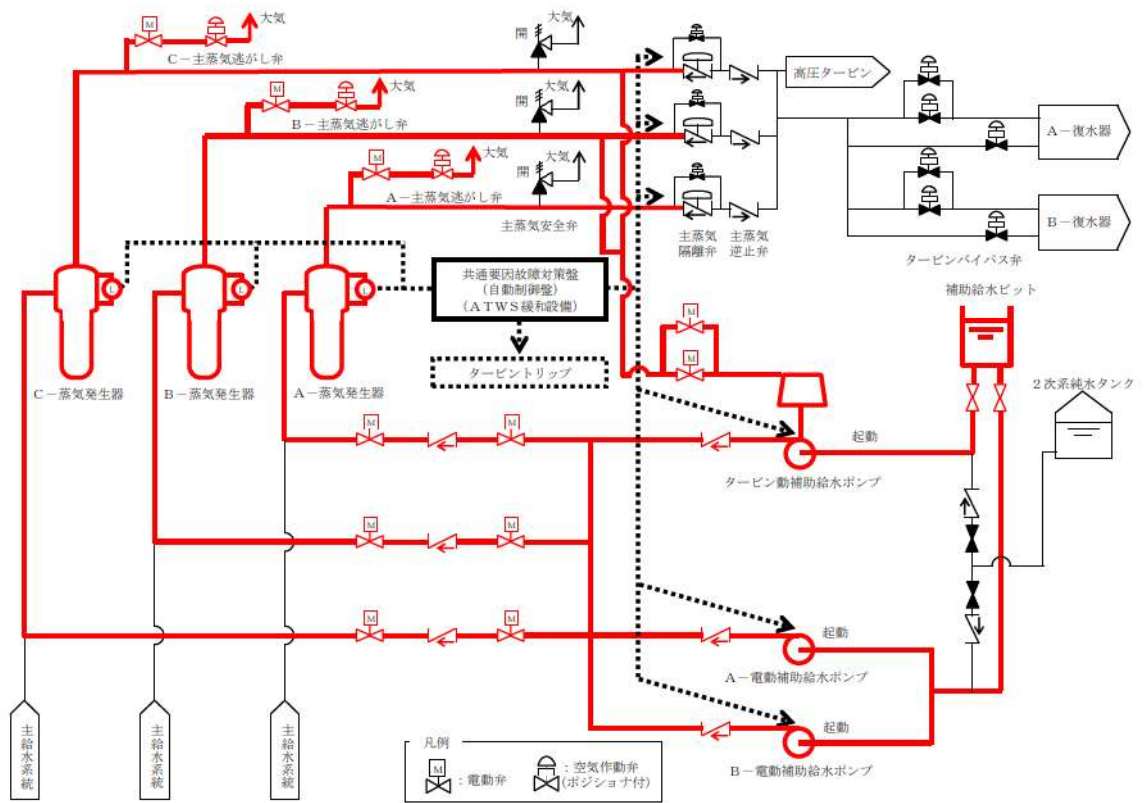 大気
M
C－主蒸気逃がし弁
大気
M
B－主蒸気逃がし弁
大気
M
A－主蒸気逃がし弁
開
大気
開
大気
開
大気
主蒸気安全弁
主蒸気
隔離弁
主蒸気
逆止弁
高圧タービン
A－復水器
B－復水器
タービンバイパス弁
L
L
L
共通要因故障対策盤
(自動制御盤)
(ATWS緩和設備)
タービントリップ
C－蒸気発生器
B－蒸気発生器
A－蒸気発生器
M
M
補助給水ピット
2次系純水タンク
M
M
起動
タービン動補助給水ポンプ
M
M
M
M
起動
A－電動補助給水ポンプ
起動
B－電動補助給水ポンプ
主給水系統
主給水系統
主給水系統
凡例
M
：電動弁
：空気作動弁
(ポジショナ付)